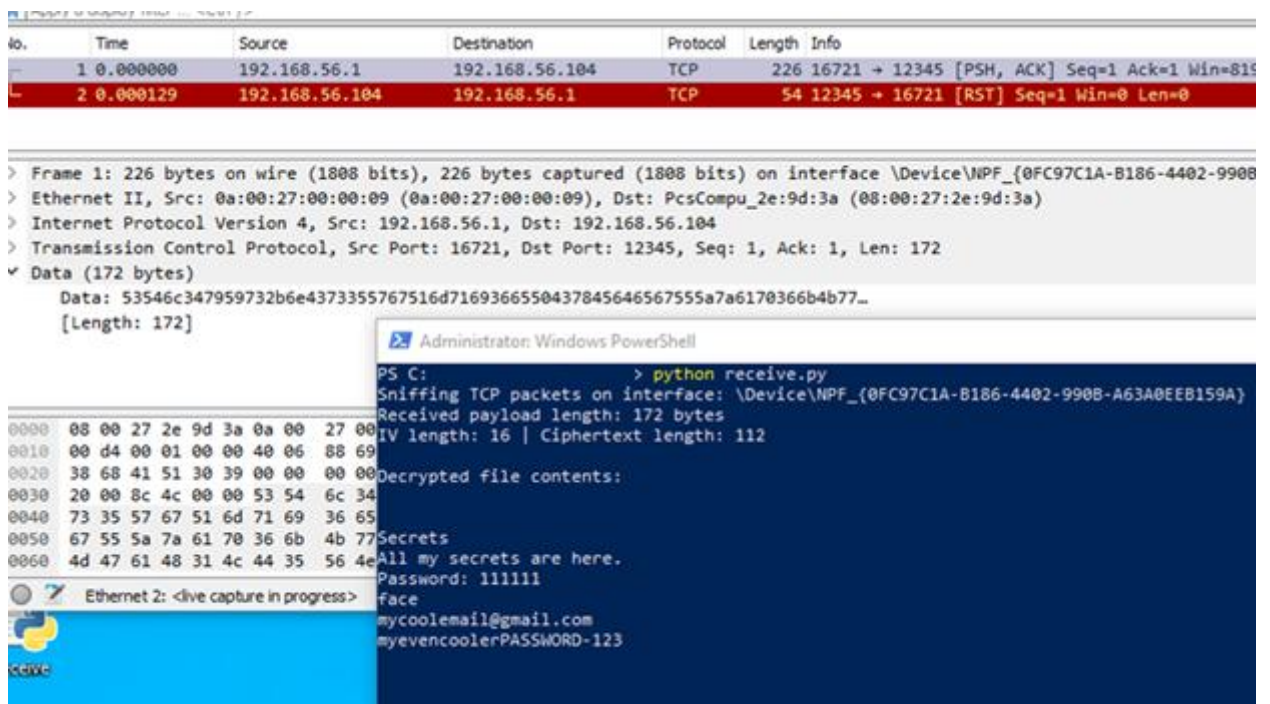 No. Time Source Destination Protocol Length Info
1 0.000000 192.168.56.1 192.168.56.104 TCP 226 16721 → 12345 [PSH, ACK] Seq=1 Ack=1 Win=819
2 0.000129 192.168.56.104 192.168.56.1 TCP 54 12345 → 16721 [RST] Seq=1 Win=0 Len=0
Frame 1: 226 bytes on wire (1808 bits), 226 bytes captured (1808 bits) on interface \Device\NPF_{0FC97C1A-B186-4402-990B
Ethernet II, Src: 0a:00:27:00:00:09 (0a:00:27:00:00:09), Dst: PcsCompu_2e:9d:3a (08:00:27:2e:9d:3a)
Internet Protocol Version 4, Src: 192.168.56.1, Dst: 192.168.56.104
Transmission Control Protocol, Src Port: 16721, Dst Port: 12345, Seq: 1, Ack: 1, Len: 172
Data (172 bytes)
Data: 53546c347959732b6e4373355767516d71693665504378456465675 55a7a6170366b4b77…
[Length: 172]
0000 08 00 27 2e 9d 3a 0a 00 27 00
0010 00 d4 00 01 00 00 40 06 88 69
0020 38 68 41 51 30 39 00 00 00 00
0030 20 00 8c 4c 00 00 53 54 6c 34
0040 73 35 57 67 51 6d 71 69 36 65
0050 67 55 5a 7a 61 70 36 6b 4b 77
0060 4d 47 61 48 31 4c 44 35 56 4e
Ethernet 2: <live capture in progress>
ceive
Administrator: Windows PowerShell
PS C: > python receive.py
Sniffing TCP packets on interface: \Device\NPF_{0FC97C1A-B186-4402-990B-A63A0EEB159A}
Received payload length: 172 bytes
IV length: 16 | Ciphertext length: 112
Decrypted file contents:
Secrets
All my secrets are here.
Password: 111111
face
mycoolemail@gmail.com
myevencoolerPASSWORD-123